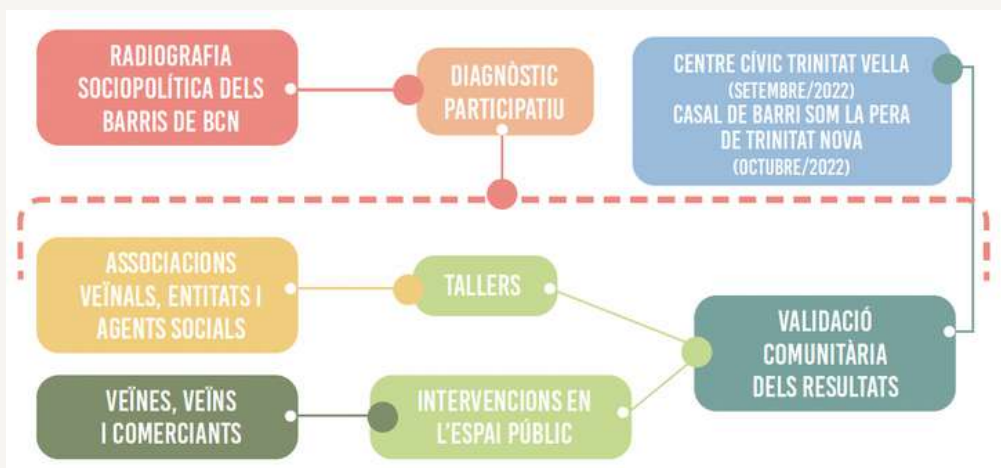 RADIOGRAFIA
SOCIOPOLÍTICA DELS
BARRIS DE BCN
DIAGNÒSTIC
PARTICIPATIU
CENTRE CÍVIC TRINITAT VELLA
(SETEMBRE/2022)
CASAL DE BARRI SOM LA PERA
DE TRINITAT NOVA
(OCTUBRE/2022)
ASSOCIACIONS
VEÏNALS, ENTITATS I
AGENTS SOCIALS
TALLERS
VALIDACIÓ
COMUNITÀRIA
DELS RESULTATS
VEÏNES, VEÏNS
I COMERCIANTS
INTERVENCIONS EN
L'ESPAI PÚBLIC